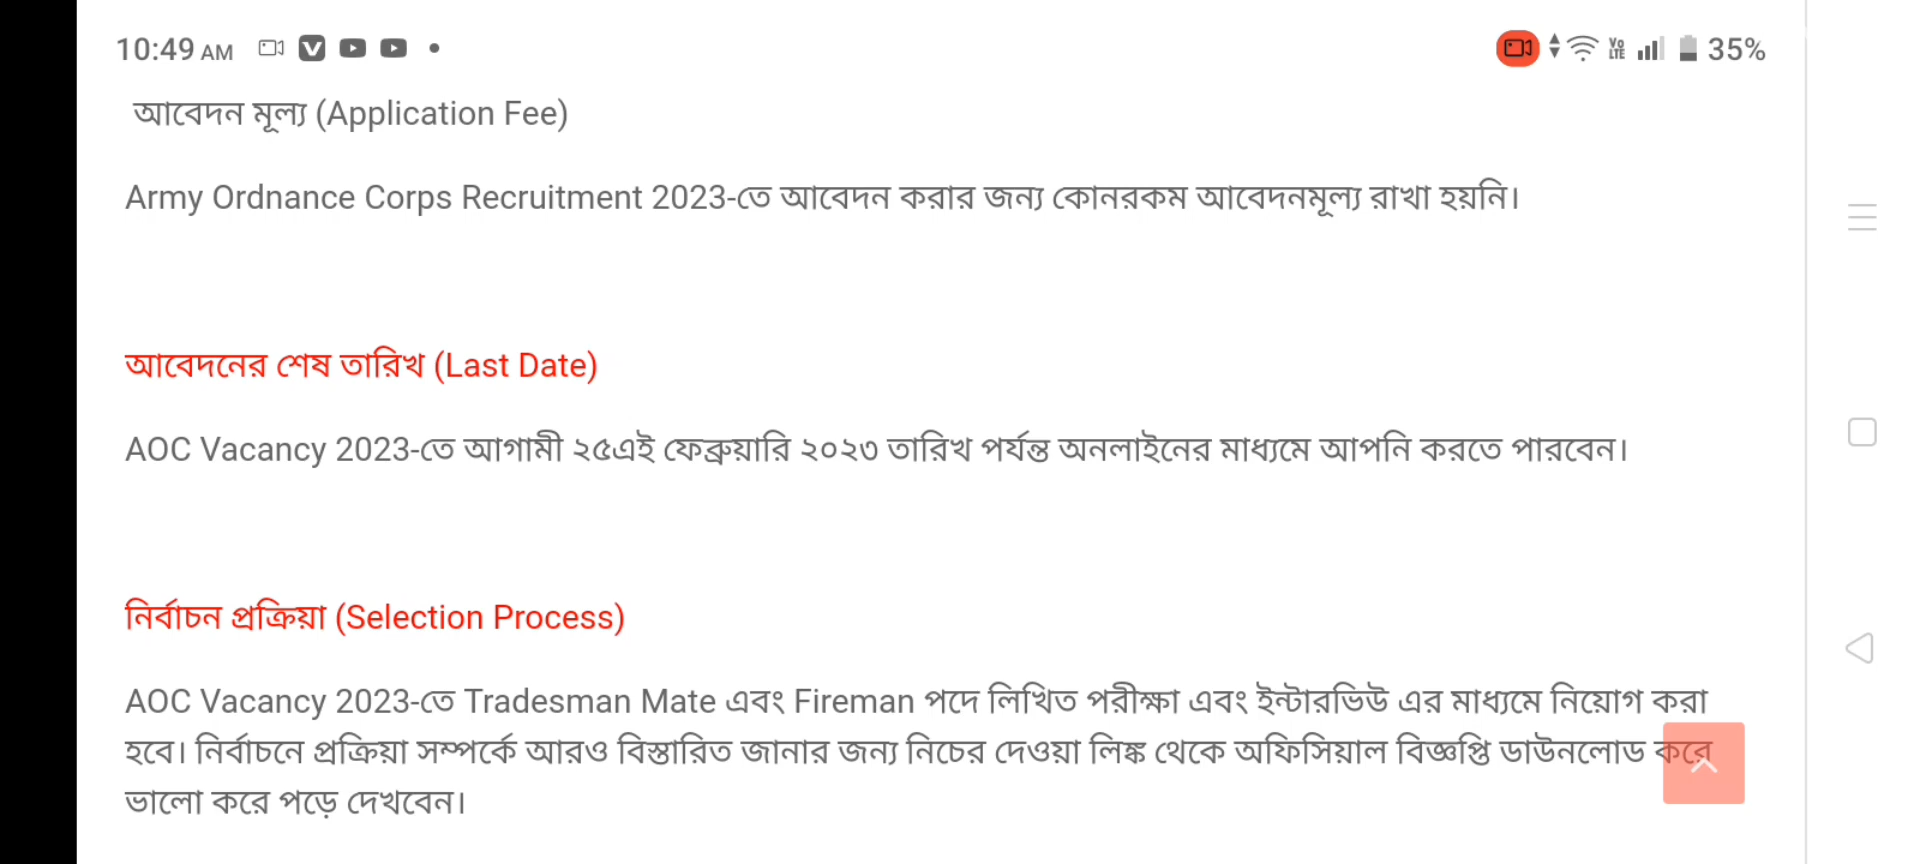 10:49 AM
Vo LTE 35%
আবেদন মূল্য (Application Fee)
Army Ordnance Corps Recruitment 2023-তে আবেদন করার জন্য কোনরকম আবেদনমূল্য রাখা হয়নি।
আবেদনের শেষ তারিখ (Last Date)
AOC Vacancy 2023-তে আগামী ২৫এই ফেব্রুয়ারি ২০২৩ তারিখ পর্যন্ত অনলাইনের মাধ্যমে আপনি করতে পারবেন।
নির্বাচন প্রক্রিয়া (Selection Process)
AOC Vacancy 2023-তে Tradesman Mate এবং Fireman পদে লিখিত পরীক্ষা এবং ইন্টারভিউ এর মাধ্যমে নিয়োগ করা
হবে। নির্বাচনে প্রক্রিয়া সম্পর্কে আরও বিস্তারিত জানার জন্য নিচের দেওয়া লিঙ্ক থেকে অফিসিয়াল বিজ্ঞপ্তি ডাউনলোড করে
ভালো করে পড়ে দেখবেন।